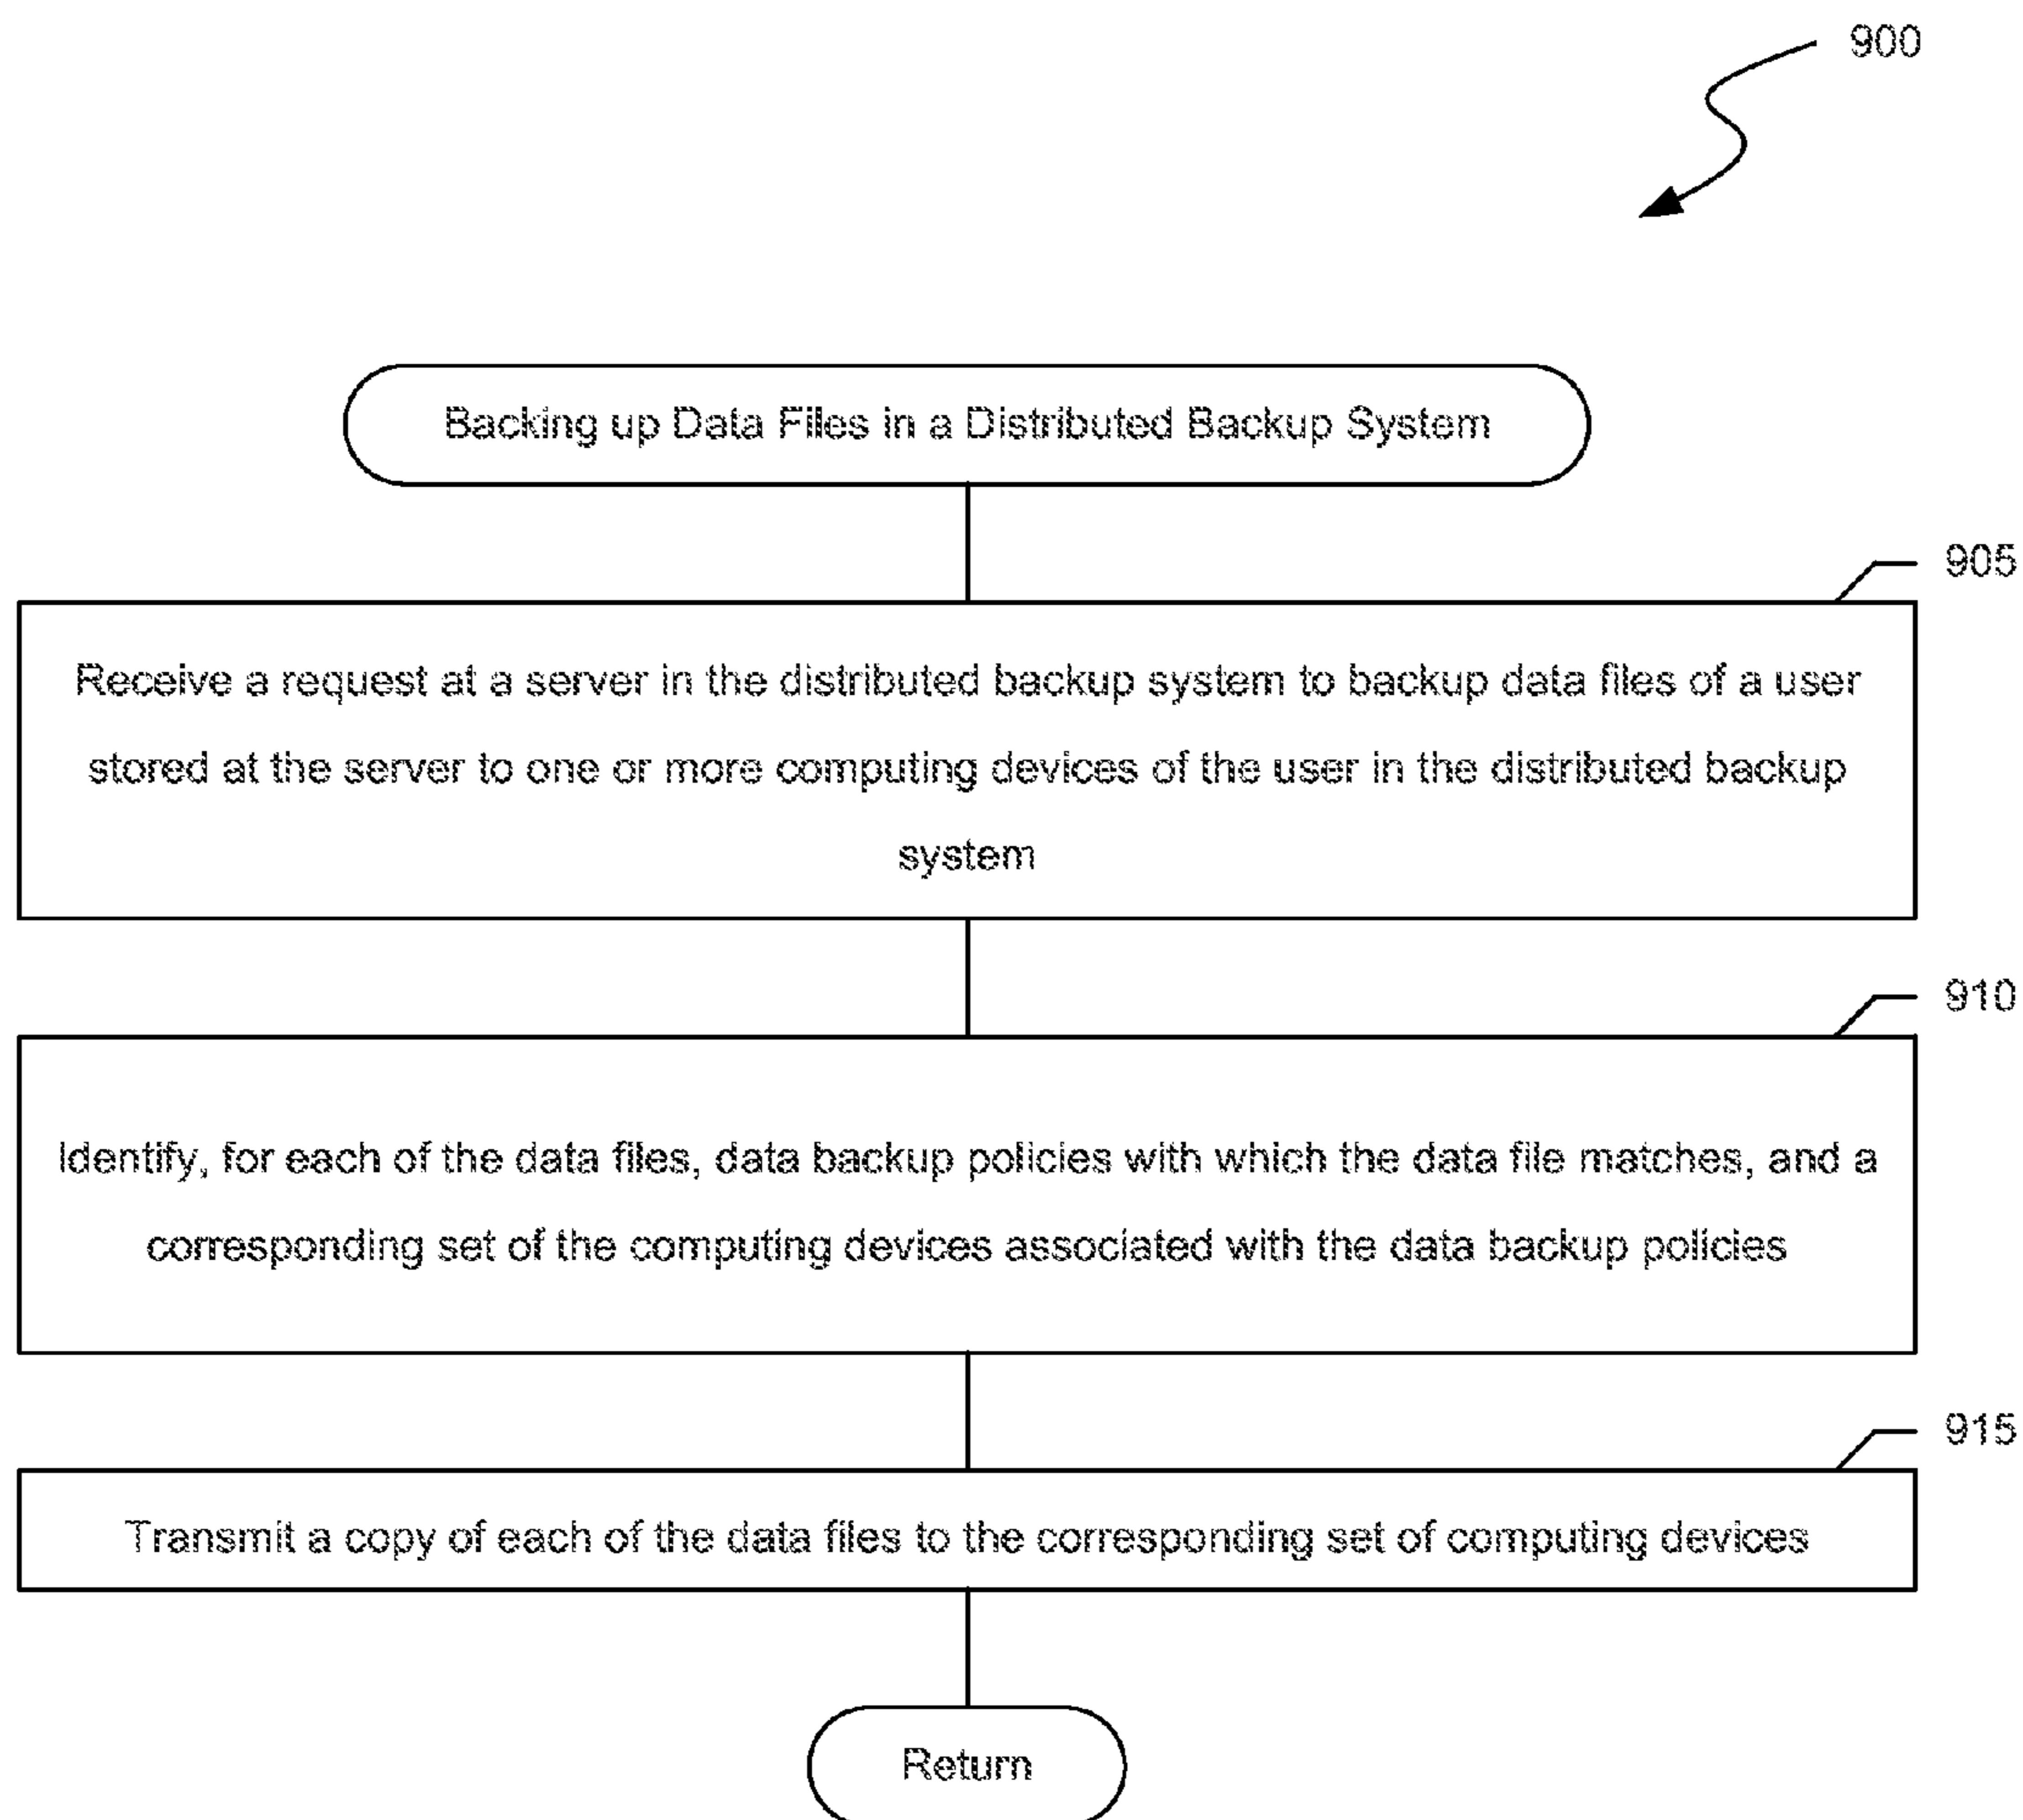 900
Backing up Data Files in a Distributed Backup System
905
Receive a request at a server in the distributed backup system to backup data files of a user
stored at the server to one or more computing devices of the user in the distributed backup
system
910
Identify, for each of the data files, data backup policies with which the data file matches, and a
corresponding set of the computing devices associated with the data backup policies
915
Transmit a copy of each of the data files to the corresponding set of computing devices
Return